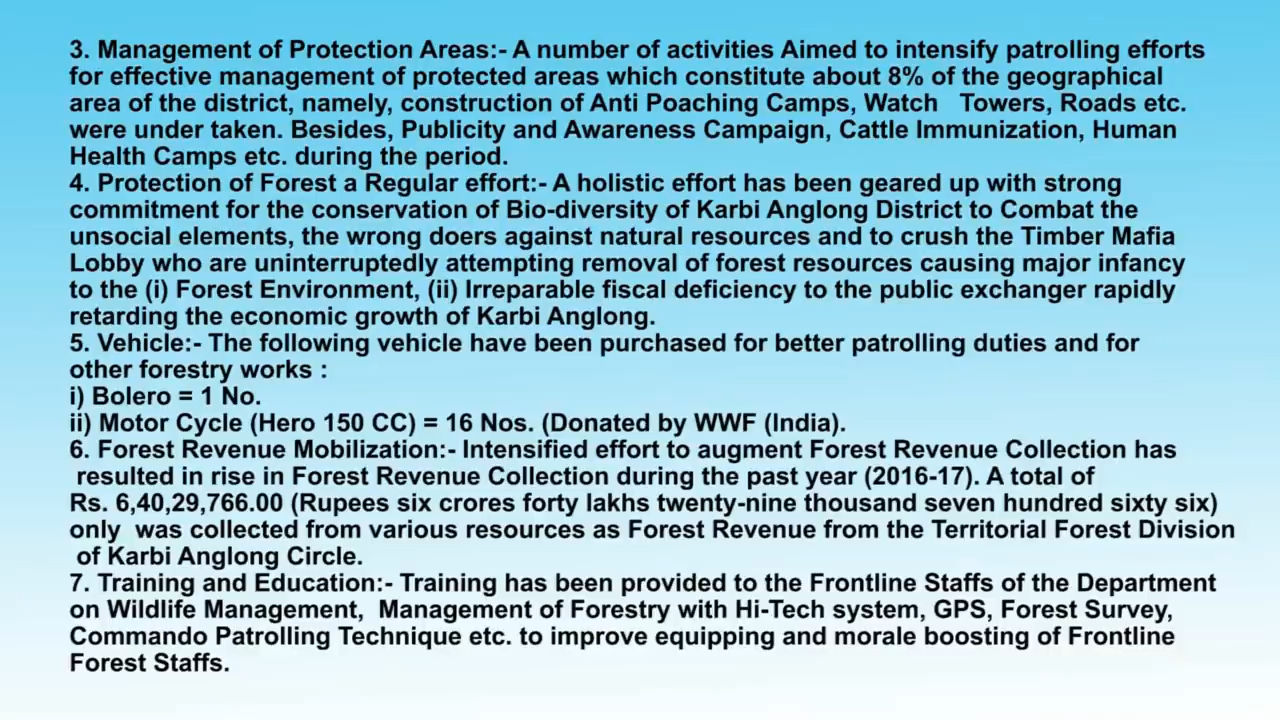 3. Management of Protection Areas:- A number of activities Aimed to intensify patrolling efforts
for effective management of protected areas which constitute about 8% of the geographical
area of the district, namely, construction of Anti Poaching Camps, Watch Towers, Roads etc.
were under taken. Besides, Publicity and Awareness Campaign, Cattle Immunization, Human
Health Camps etc. during the period.
4. Protection of Forest a Regular effort:- A holistic effort has been geared up with strong
commitment for the conservation of Bio-diversity of Karbi Anglong District to Combat the
unsocial elements, the wrong doers against natural resources and to crush the Timber Mafia
Lobby who are uninterruptedly attempting removal of forest resources causing major infancy
to the (i) Forest Environment, (ii) Irreparable fiscal deficiency to the public exchanger rapidly
retarding the economic growth of Karbi Anglong.
5. Vehicle:- The following vehicle have been purchased for better patrolling duties and for
other forestry works :
i) Bolero = 1 No.
ii) Motor Cycle (Hero 150 CC) = 16 Nos. (Donated by WWF (India).
6. Forest Revenue Mobilization:- Intensified effort to augment Forest Revenue Collection has
resulted in rise in Forest Revenue Collection during the past year (2016-17). A total of
Rs. 6,40,29,766.00 (Rupees six crores forty lakhs twenty-nine thousand seven hundred sixty six)
only was collected from various resources as Forest Revenue from the Territorial Forest Division
of Karbi Anglong Circle.
7. Training and Education:- Training has been provided to the Frontline Staffs of the Department
on Wildlife Management, Management of Forestry with Hi-Tech system, GPS, Forest Survey,
Commando Patrolling Technique etc. to improve equipping and morale boosting of Frontline
Forest Staffs.